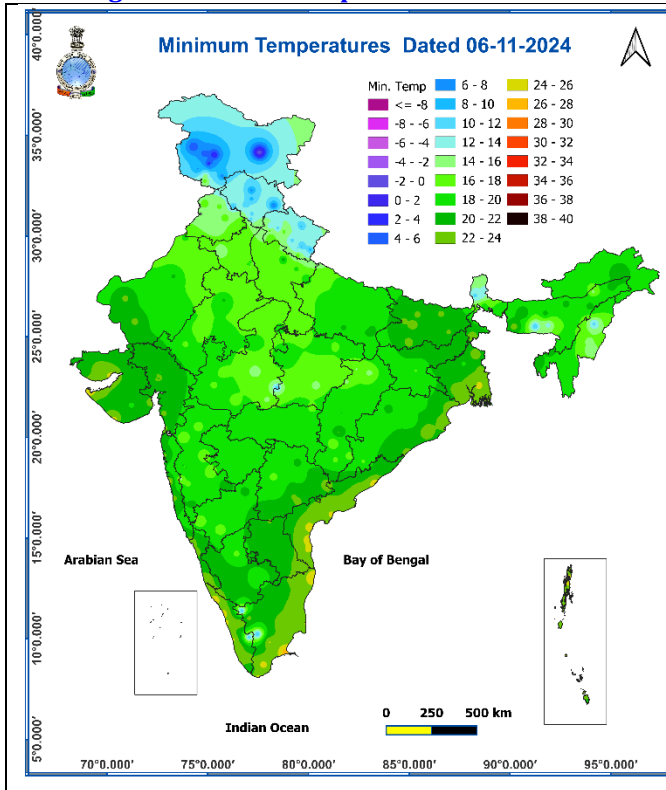 Minimum Temperatures Dated 06-11-2024
Min. Temp
<= -8
-8 - -6
-6 - -4
-4 - -2
-2 - 0
0 - 2
2 - 4
4 - 6
6 - 8
8 - 10
10 - 12
12 - 14
14 - 16
16 - 18
18 - 20
20 - 22
22 - 24
24 - 26
26 - 28
28 - 30
30 - 32
32 - 34
34 - 36
36 - 38
38 - 40
40°0.000'
35°0.000'
30°0.000'
25°0.000'
20°0.000'
15°0.000'
10°0.000'
5°0.000'
Arabian Sea
Bay of Bengal
Indian Ocean
0 250 500 km
70°0.000' 75°0.000' 80°0.000' 85°0.000' 90°0.000' 95°0.000'